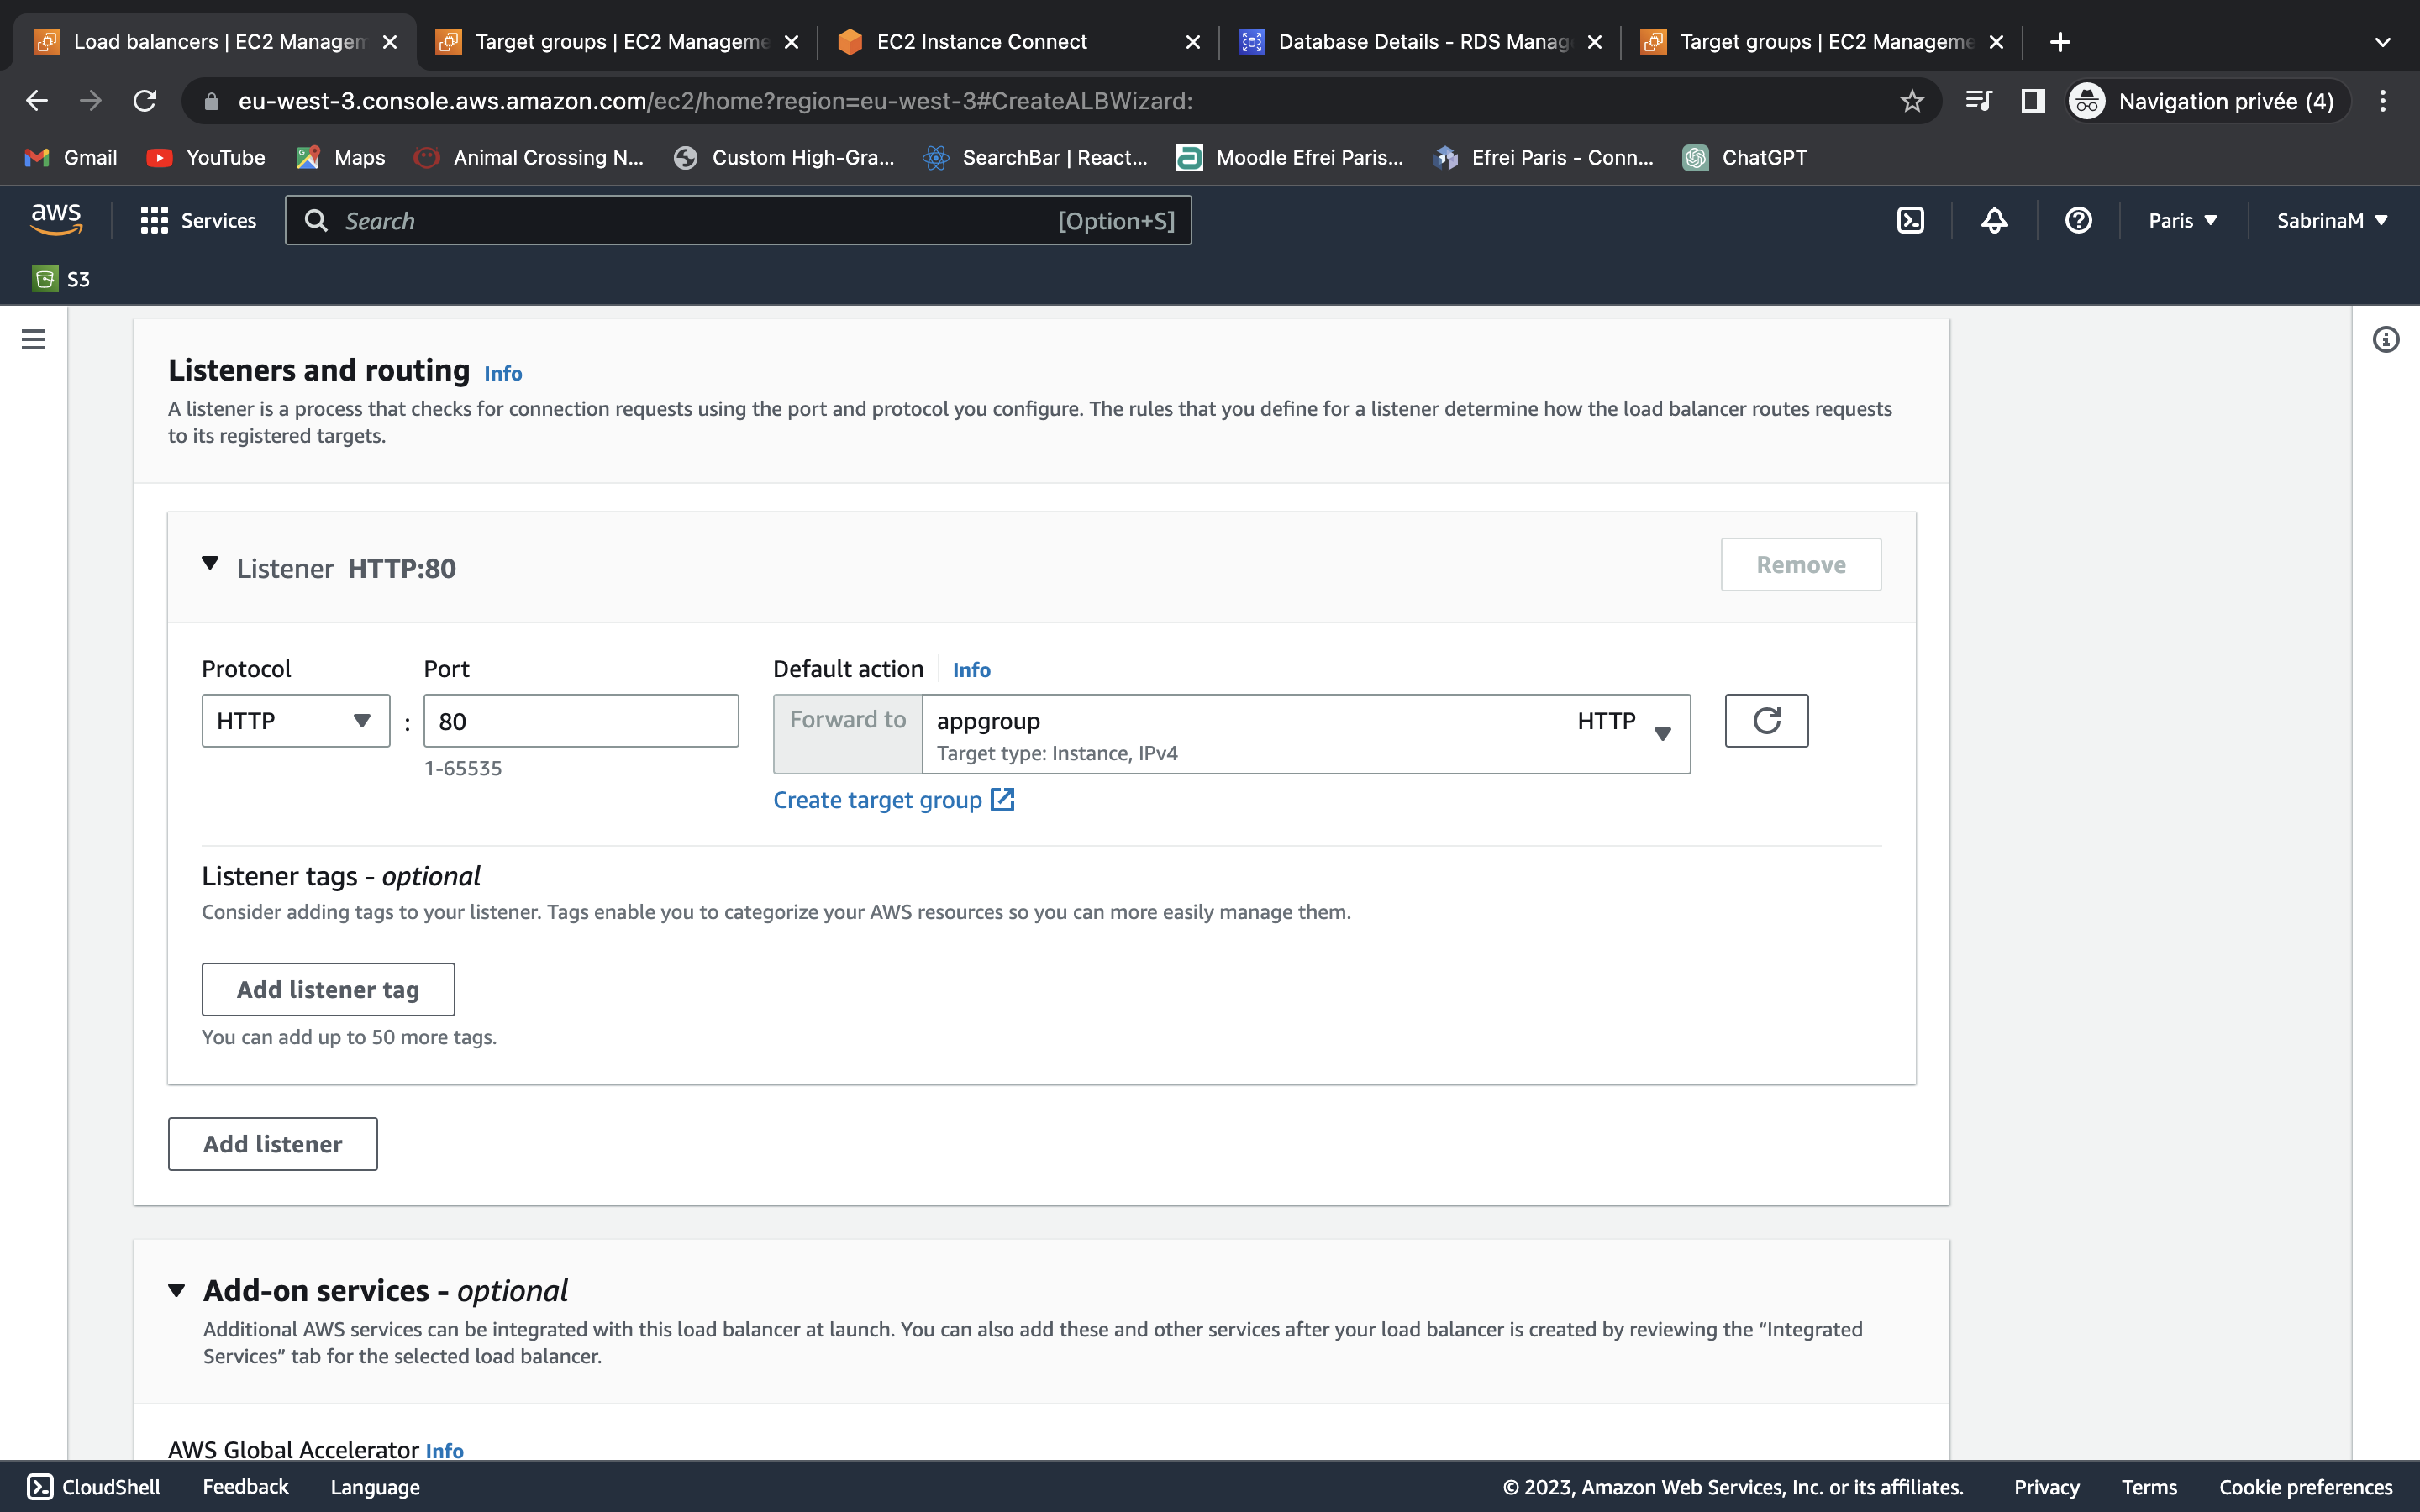 Load balancers | EC2 Managem
Target groups | EC2 Manageme
EC2 Instance Connect
Database Details - RDS Manag
Target groups | EC2 Manageme
eu-west-3.console.aws.amazon.com/ec2/home?region=eu-west-3#CreateALBWizard:
Navigation privée (4)
Gmail
YouTube
Maps
Animal Crossing N...
Custom High-Gra...
SearchBar | React...
Moodle Efrei Paris...
Efrei Paris - Conn...
ChatGPT
aws
Services
Search
[Option+S]
Paris
SabrinaM
S3
Listeners and routing Info
A listener is a process that checks for connection requests using the port and protocol you configure. The rules that you define for a listener determine how the load balancer routes requests
to its registered targets.
Listener HTTP:80
Remove
Protocol
Port
Default action
Info
HTTP
:
80
Forward to
appgroup
HTTP
Target type: Instance, IPv4
1-65535
Create target group
Listener tags - optional
Consider adding tags to your listener. Tags enable you to categorize your AWS resources so you can more easily manage them.
Add listener tag
You can add up to 50 more tags.
Add listener
Add-on services - optional
Additional AWS services can be integrated with this load balancer at launch. You can also add these and other services after your load balancer is created by reviewing the “Integrated
Services” tab for the selected load balancer.
AWS Global Accelerator Info
CloudShell
Feedback
Language
© 2023, Amazon Web Services, Inc. or its affiliates.
Privacy
Terms
Cookie preferences